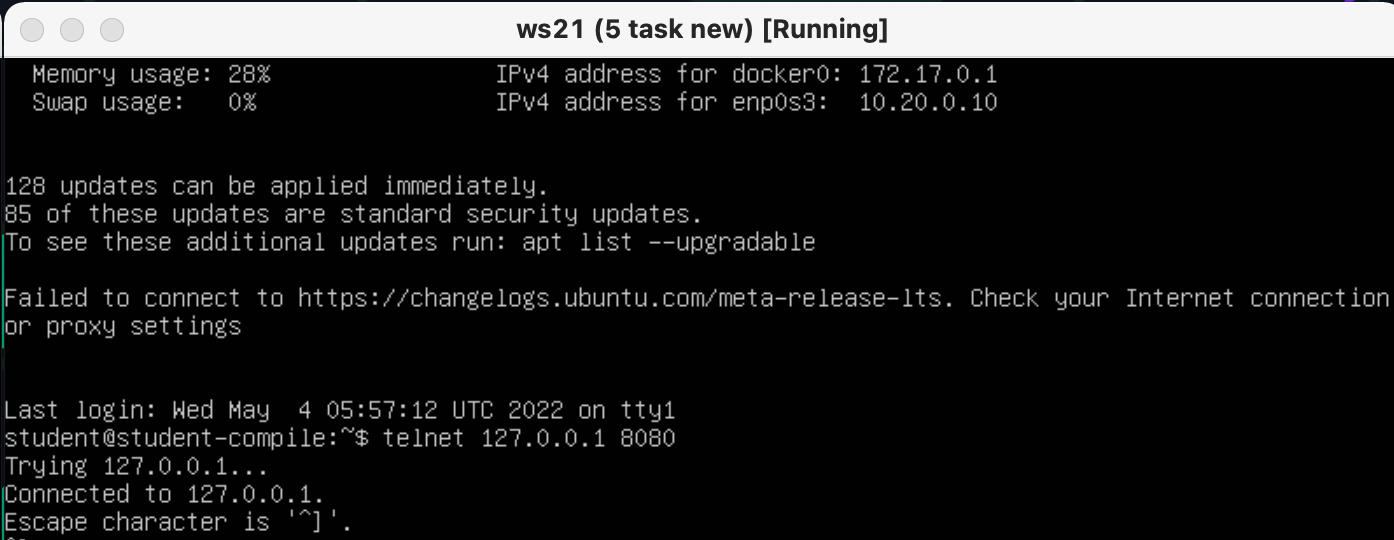 ws21 (5 task new) [Running]
Memory usage: 28% IPv4 address for docker0: 172.17.0.1
Swap usage: 0% IPv4 address for enp0s3: 10.20.0.10
128 updates can be applied immediately.
85 of these updates are standard security updates.
To see these additional updates run: apt list --upgradable
Failed to connect to https://changelogs.ubuntu.com/meta-release-lts. Check your Internet connection
or proxy settings
Last login: Wed May  4 05:57:12 UTC 2022 on tty1
student@student-compile:~$ telnet 127.0.0.1 8080
Trying 127.0.0.1...
Connected to 127.0.0.1.
Escape character is '^]'.